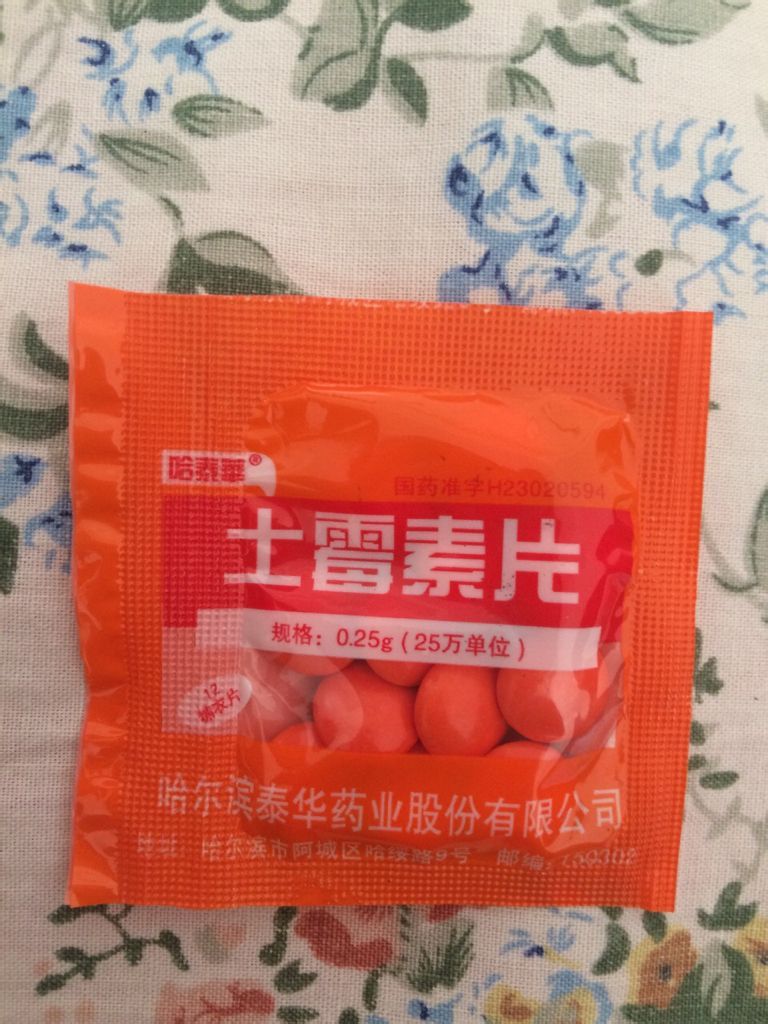 哈泰華®
国药准字H23020594
土霉素片
规格：0.25g（25万单位）
12
糖衣片
哈尔滨泰华药业股份有限公司
地址：哈尔滨市阿城区哈绥路9号 邮编：